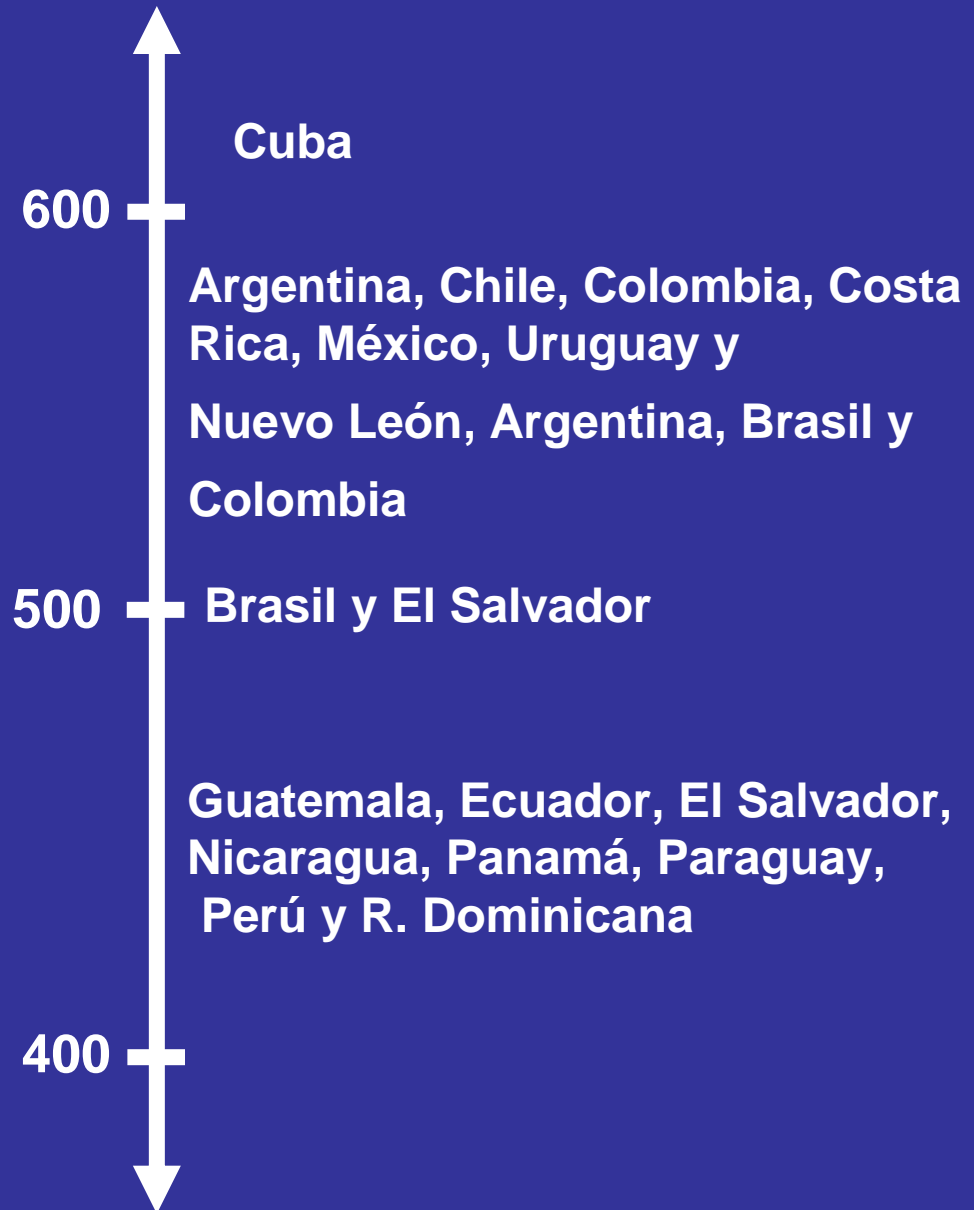 Cuba
600
Argentina, Chile, Colombia, Costa
Rica, México, Uruguay y
Nuevo León, Argentina, Brasil y
Colombia
500
Brasil y El Salvador
Guatemala, Ecuador, El Salvador,
Nicaragua, Panamá, Paraguay,
Perú y R. Dominicana
400